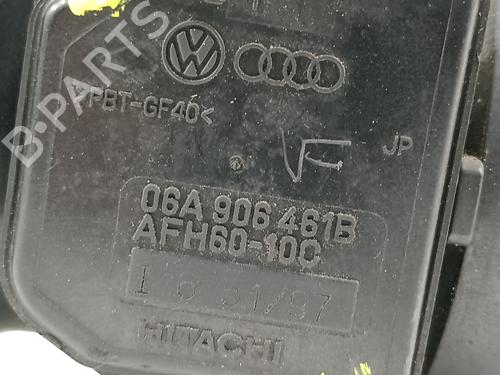 >PBT-GF40<
JP
06A 906 461B
AFH60-10C
HITACHI
B-PARTS